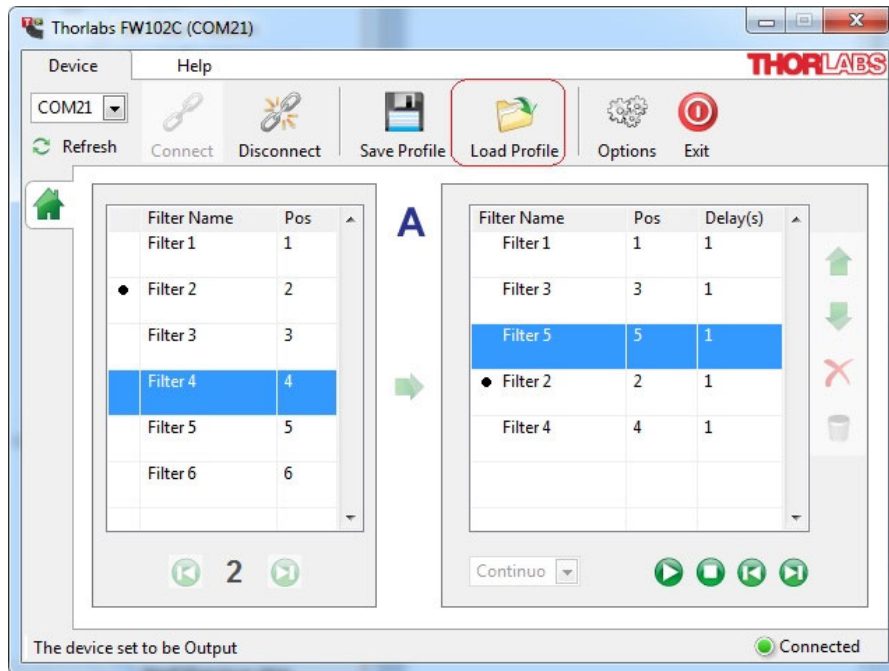 Thorlabs FW102C (COM21)
Device Help
THORLABS
COM21
Refresh
Connect
Disconnect
Save Profile
Load Profile
Options
Exit
Filter Name Pos
Filter 1 1
Filter 2 2
Filter 3 3
Filter 4 4
Filter 5 5
Filter 6 6
2
A
Filter Name Pos Delay(s)
Filter 1 1 1
Filter 3 3 1
Filter 5 5 1
Filter 2 2 1
Filter 4 4 1
Continuo
The device set to be Output
Connected